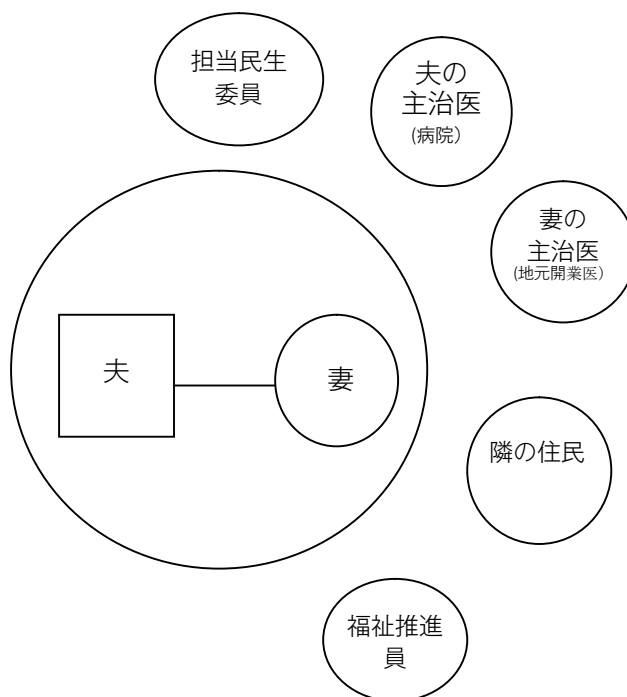 担当民生
委員
夫の
主治医
(病院）
妻の
主治医
(地元開業医）
夫
妻
隣の住民
福祉推進
員